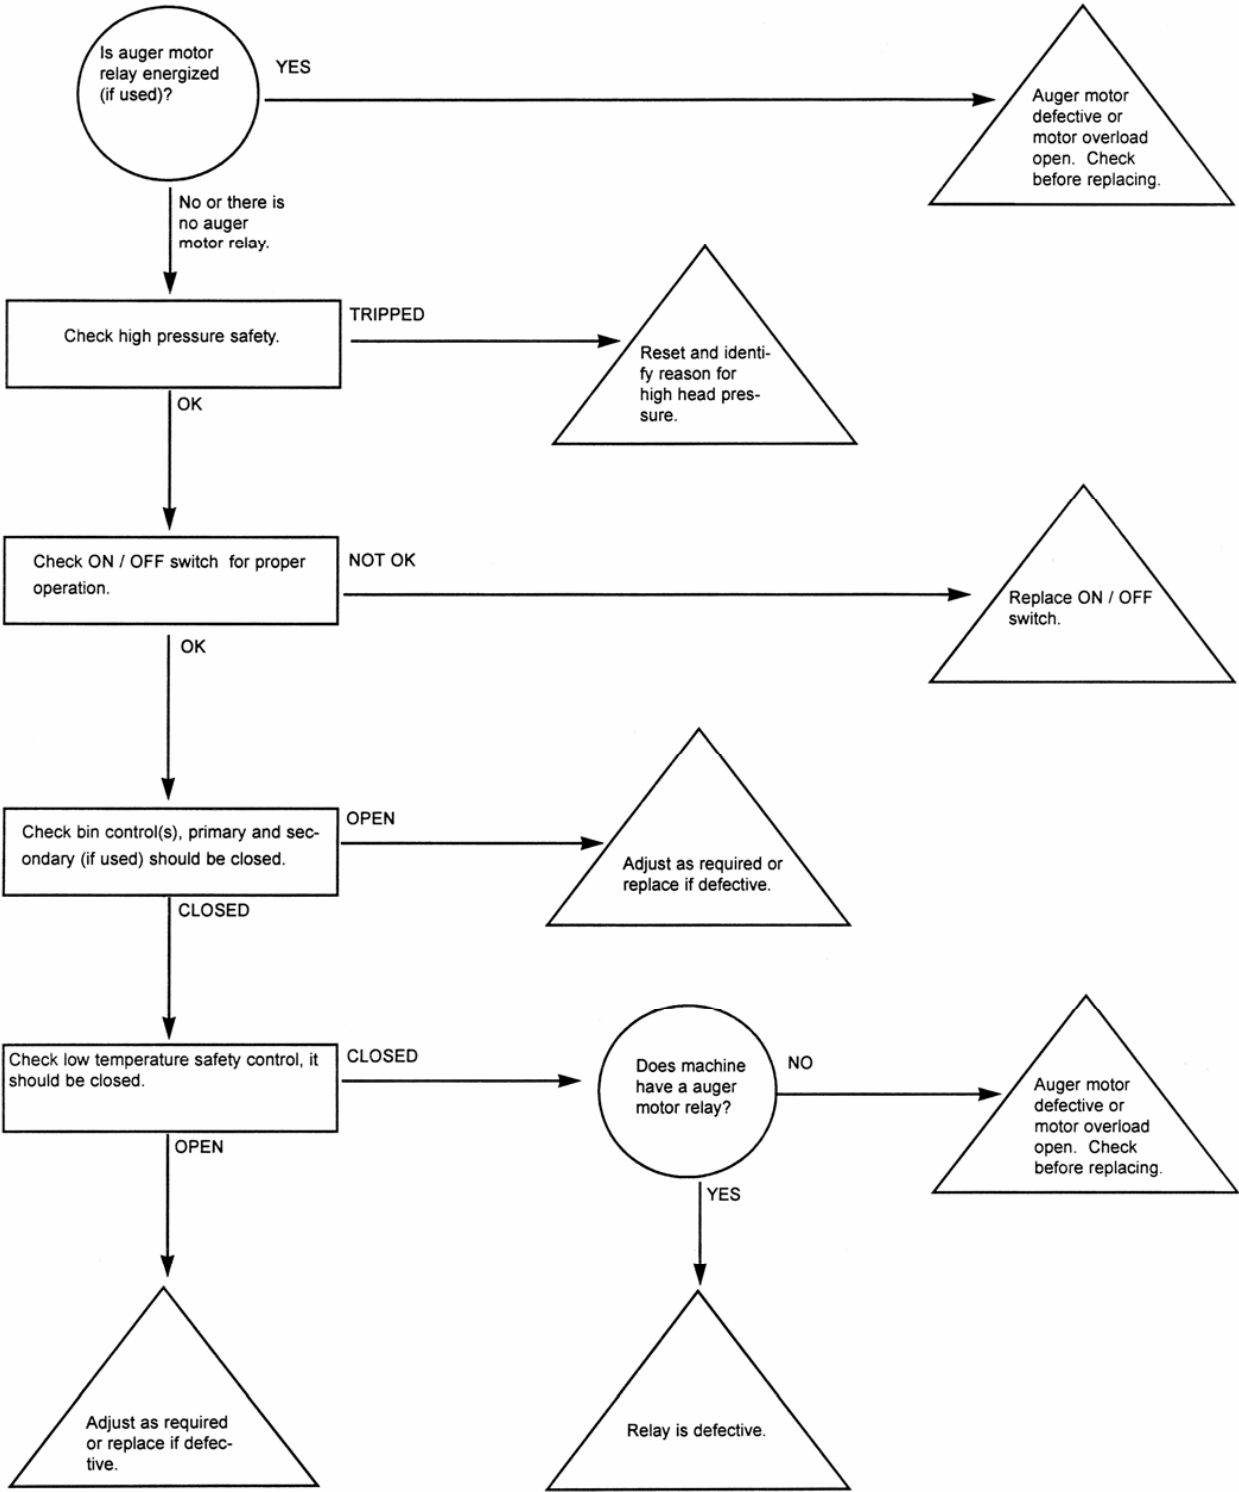 Is auger motor
relay energized
(if used)?
YES
Auger motor
defective or
motor overload
open. Check
before replacing.
No or there is
no auger
motor relay.
Check high pressure safety.
TRIPPED
Reset and identi-
fy reason for
high head pres-
sure.
OK
Check ON / OFF switch for proper
operation.
NOT OK
Replace ON / OFF
switch.
OK
Check bin control(s), primary and sec-
ondary (if used) should be closed.
OPEN
Adjust as required or
replace if defective.
CLOSED
Check low temperature safety control, it
should be closed.
CLOSED
Does machine
have a auger
motor relay?
NO
Auger motor
defective or
motor overload
open. Check
before replacing.
OPEN
YES
Adjust as required
or replace if defec-
tive.
Relay is defective.